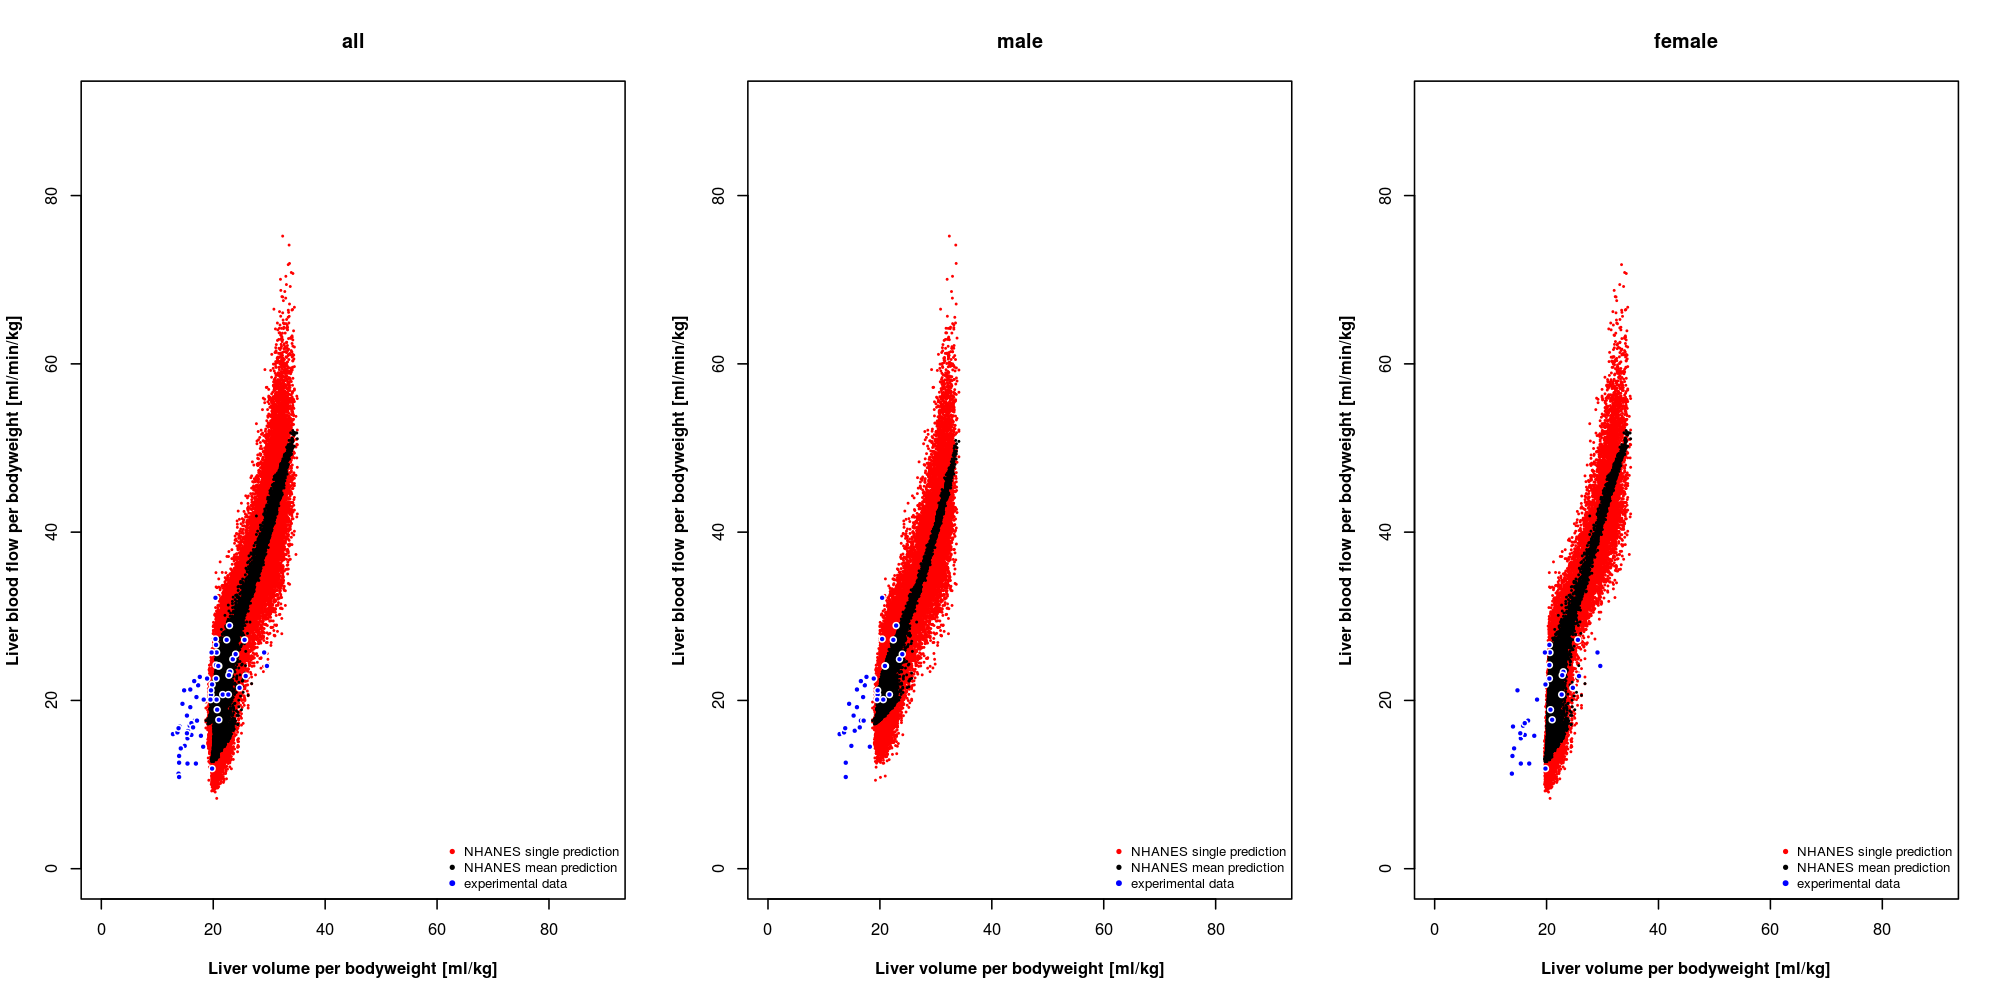 all
Liver blood flow per bodyweight [ml/min/kg]
80
60
40
20
0
NHANES single prediction
NHANES mean prediction
experimental data
0 20 40 60 80
Liver volume per bodyweight [ml/kg]
male
Liver blood flow per bodyweight [ml/min/kg]
80
60
40
20
0
NHANES single prediction
NHANES mean prediction
experimental data
0 20 40 60 80
Liver volume per bodyweight [ml/kg]
female
Liver blood flow per bodyweight [ml/min/kg]
80
60
40
20
0
NHANES single prediction
NHANES mean prediction
experimental data
0 20 40 60 80
Liver volume per bodyweight [ml/kg]